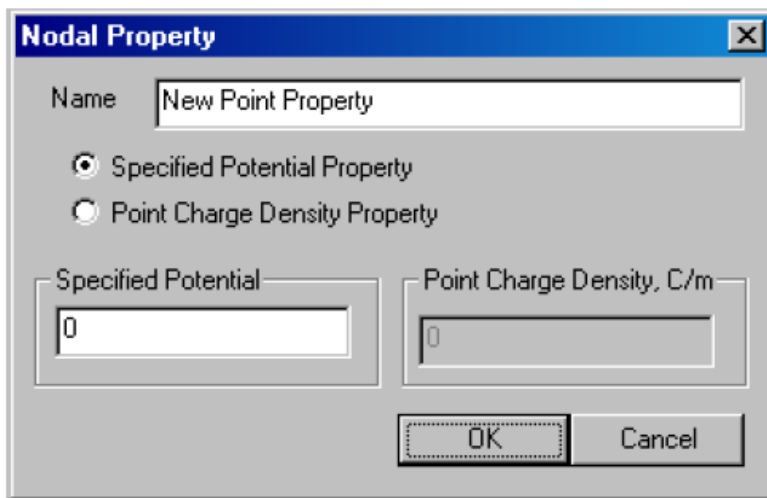 Nodal Property
Name New Point Property
Specified Potential Property
Point Charge Density Property
Specified Potential
0
Point Charge Density, C/m
0
OK Cancel